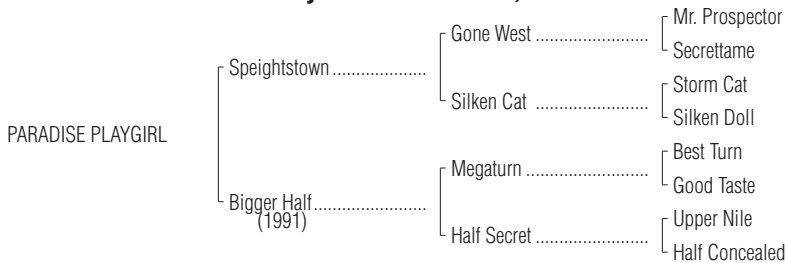 Mr. Prospector
Gone West ........................
Secrettame
Speightstown ....................
Storm Cat
Silken Cat ........................
Silken Doll
PARADISE PLAYGIRL
Best Turn
Megaturn ..........................
Good Taste
Bigger Half........................
(1991)
Upper Nile
Half Secret ........................
Half Concealed